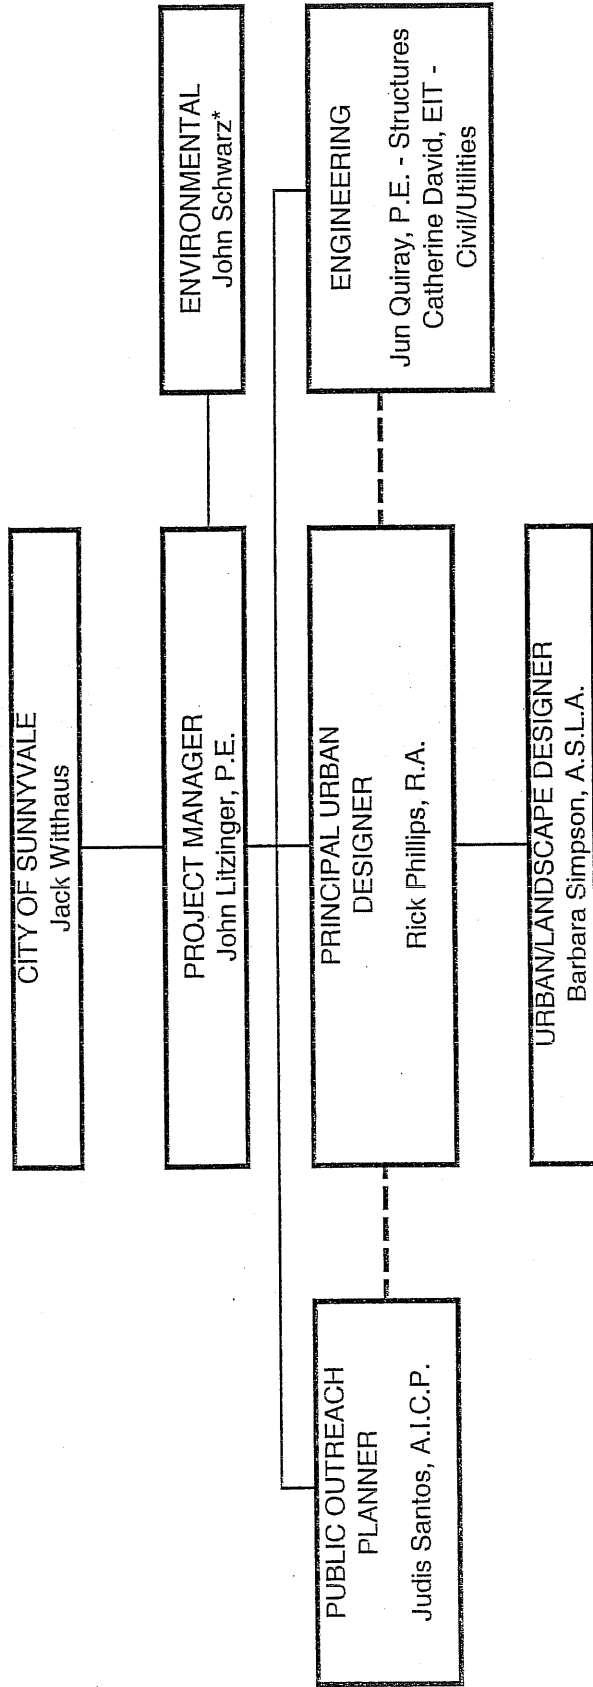 CITY OF SUNNYVALE
Jack Witthaus
PROJECT MANAGER
John Litzinger, P.E.
ENVIRONMENTAL
John Schwarz*
PUBLIC OUTREACH
PLANNER
Judis Santos, A.I.C.P.
PRINCIPAL URBAN
DESIGNER
Rick Phillips, R.A.
ENGINEERING
Jun Quiray, P.E. - Structures
Catherine David, EIT -
Civil/Utilities
URBAN/LANDSCAPE DESIGNER
Barbara Simpson, A.S.L.A.